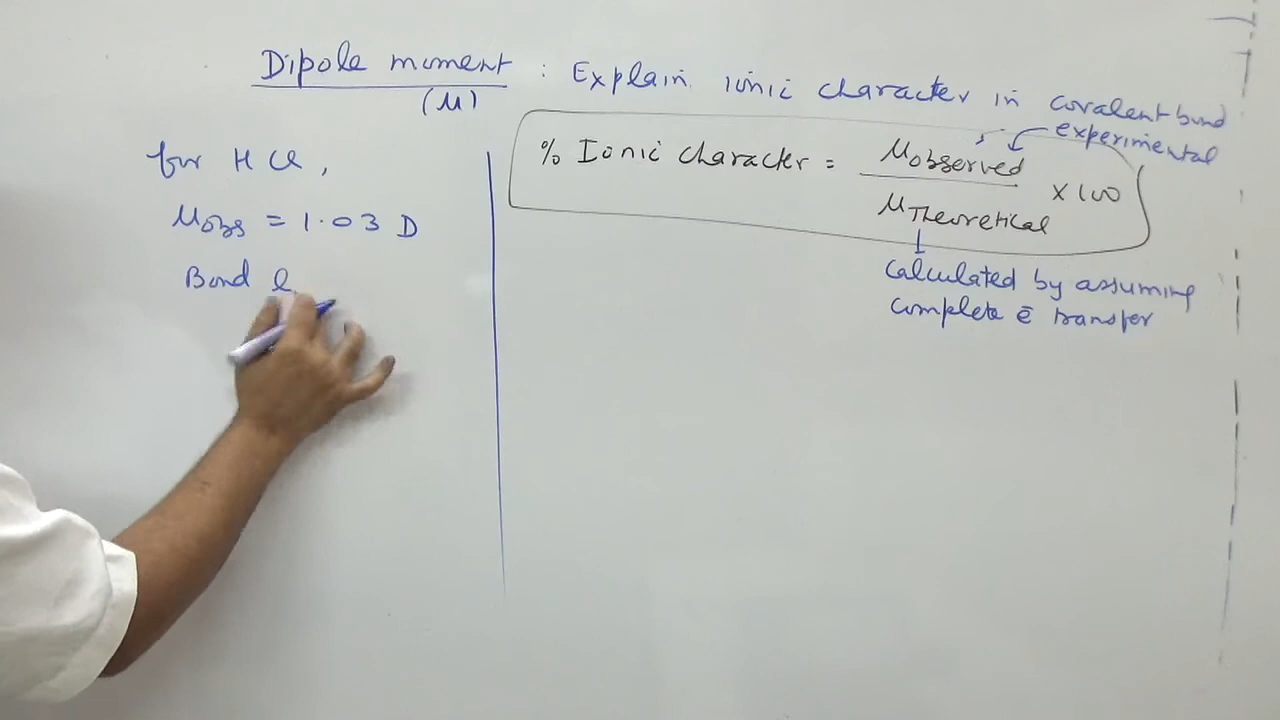 Dipole moment : Explain ionic character in covalent bond
(μ)
experimental
for HCl,
% Ionic character = μobserved / μTheoretical × 100
μobs = 1.03 D
Bond l
Calculated by assuming
complete ē transfer